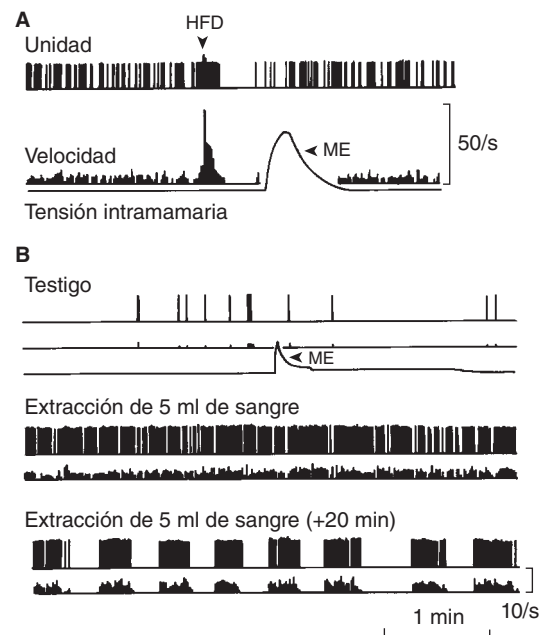 A
HFD
Unidad
50/s
Velocidad
ME
Tensión intramamaria
B
Testigo
ME
Extracción de 5 ml de sangre
Extracción de 5 ml de sangre (+20 min)
10/s
1 min